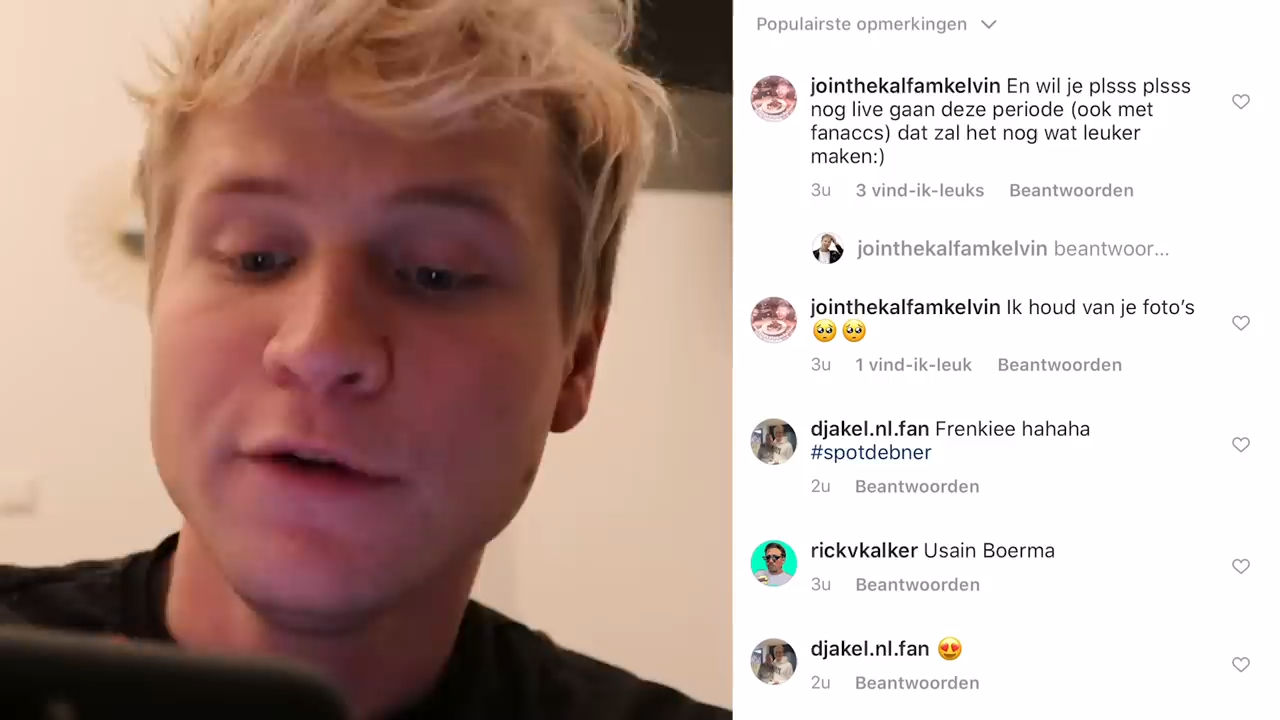 Populairste opmerkingen
jointhekalfamkelvin En wil je plsss plsss
nog live gaan deze periode (ook met
fanaccs) dat zal het nog wat leuker
maken:)
3u 3 vind-ik-leuks Beantwoorden
jointhekalfamkelvin beantwoor...
jointhekalfamkelvin Ik houd van je foto's
🥺🥺
3u 1 vind-ik-leuk Beantwoorden
djakel.nl.fan Frenkiee hahaha
#spotdebner
2u Beantwoorden
rickvkalker Usain Boerma
3u Beantwoorden
djakel.nl.fan 😍
2u Beantwoorden